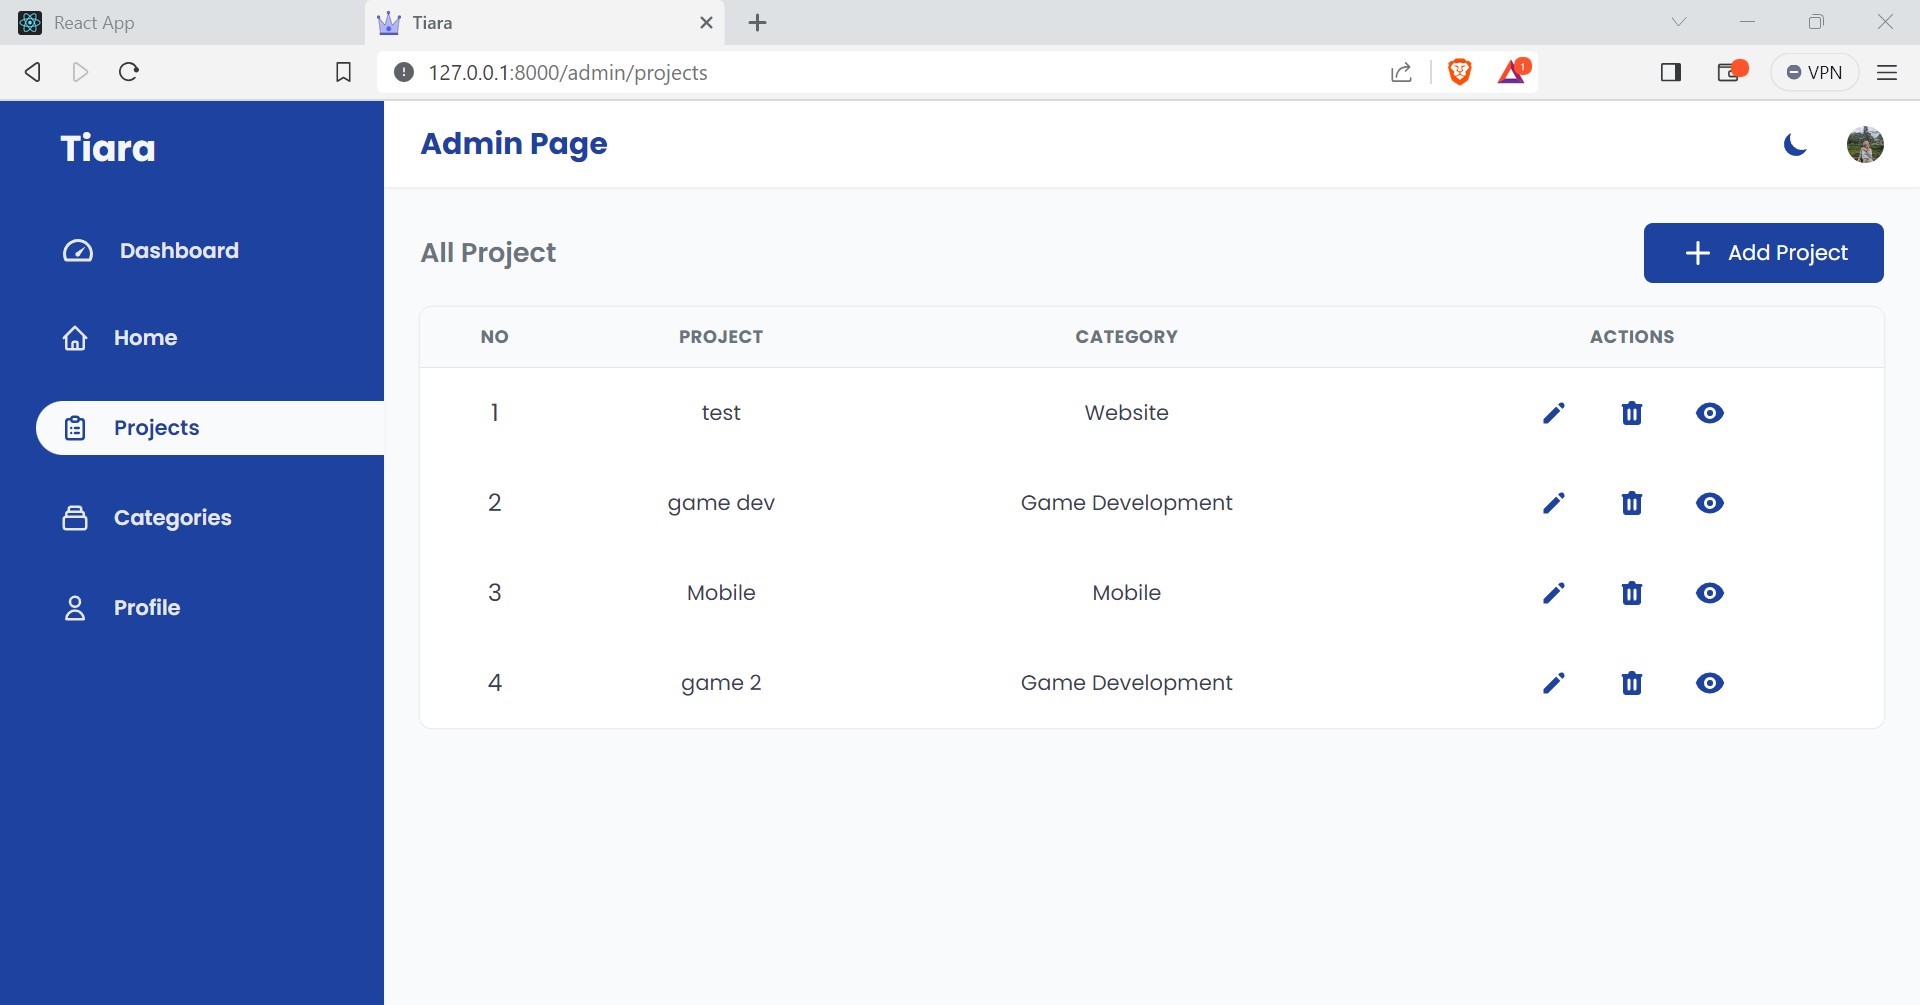 React App
Tiara
127.0.0.1:8000/admin/projects
1
VPN
Tiara
Admin Page
Dashboard
Home
Projects
Categories
Profile
All Project
Add Project
NO PROJECT CATEGORY ACTIONS
1 test Website
2 game dev Game Development
3 Mobile Mobile
4 game 2 Game Development